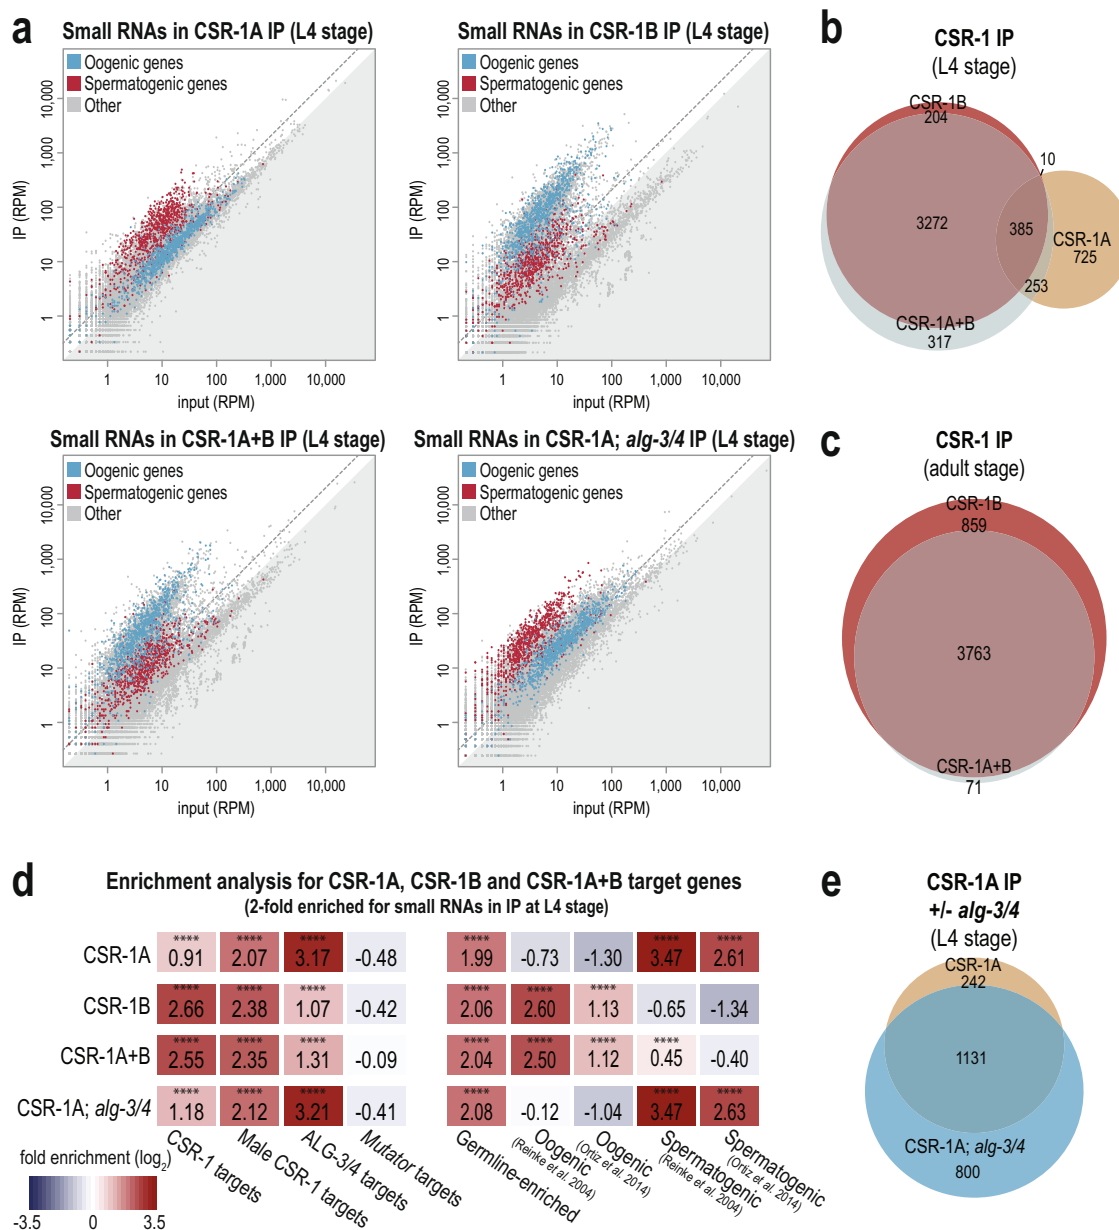 a
Small RNAs in CSR-1A IP (L4 stage)
Oogenic genes
Spermatogenic genes
Other
IP (RPM)
10,000
1,000
100
10
1
1 10 100 1,000 10,000
input (RPM)
Small RNAs in CSR-1B IP (L4 stage)
Oogenic genes
Spermatogenic genes
Other
IP (RPM)
10,000
1,000
100
10
1
1 10 100 1,000 10,000
input (RPM)
Small RNAs in CSR-1A+B IP (L4 stage)
Oogenic genes
Spermatogenic genes
Other
IP (RPM)
10,000
1,000
100
10
1
1 10 100 1,000 10,000
input (RPM)
Small RNAs in CSR-1A; alg-3/4 IP (L4 stage)
Oogenic genes
Spermatogenic genes
Other
IP (RPM)
10,000
1,000
100
10
1
1 10 100 1,000 10,000
input (RPM)
b
CSR-1 IP
(L4 stage)
CSR-1B
204
10
3272
385
CSR-1A
725
253
CSR-1A+B
317
c
CSR-1 IP
(adult stage)
CSR-1B
859
3763
CSR-1A+B
71
d
Enrichment analysis for CSR-1A, CSR-1B and CSR-1A+B target genes
(2-fold enriched for small RNAs in IP at L4 stage)
**** **** **** **** **** ****
CSR-1A 0.91 2.07 3.17 -0.48 1.99 -0.73 -1.30 3.47 2.61
**** **** **** **** **** ****
CSR-1B 2.66 2.38 1.07 -0.42 2.06 2.60 1.13 -0.65 -1.34
**** **** **** **** **** **** ****
CSR-1A+B 2.55 2.35 1.31 -0.09 2.04 2.50 1.12 0.45 -0.40
**** **** **** **** **** ****
CSR-1A; alg-3/4 1.18 2.12 3.21 -0.41 2.08 -0.12 -1.04 3.47 2.63
CSR-1 targets
Male CSR-1 targets
ALG-3/4 targets
Mutator targets
Germline-enriched
Oogenic
(Reinke et al. 2004)
Oogenic
(Ortiz et al. 2014)
Spermatogenic
(Reinke et al. 2004)
Spermatogenic
(Ortiz et al. 2014)
fold enrichment (log2)
-3.5 0 3.5
e
CSR-1A IP
+/- alg-3/4
(L4 stage)
CSR-1A
242
1131
CSR-1A; alg-3/4
800